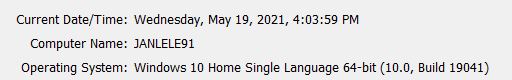 Current Date/Time: Wednesday, May 19, 2021, 4:03:59 PM
Computer Name: JANLELE91
Operating System: Windows 10 Home Single Language 64-bit (10.0, Build 19041)